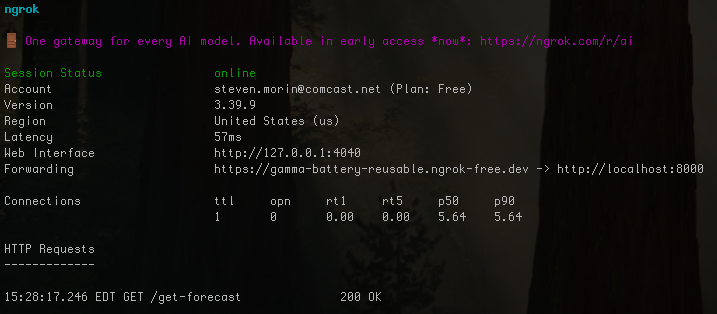 ngrok
One gateway for every AI model. Available in early access *now*: https://ngrok.com/r/ai
Session Status online
Account steven.morin@comcast.net (Plan: Free)
Version 3.39.9
Region United States (us)
Latency 57ms
Web Interface http://127.0.0.1:4040
Forwarding https://gamma-battery-reusable.ngrok-free.dev -> http://localhost:8000
Connections ttl opn rt1 rt5 p50 p90
1 0 0.00 0.00 5.64 5.64
HTTP Requests
-------------
15:28:17.246 EDT GET /get-forecast 200 OK